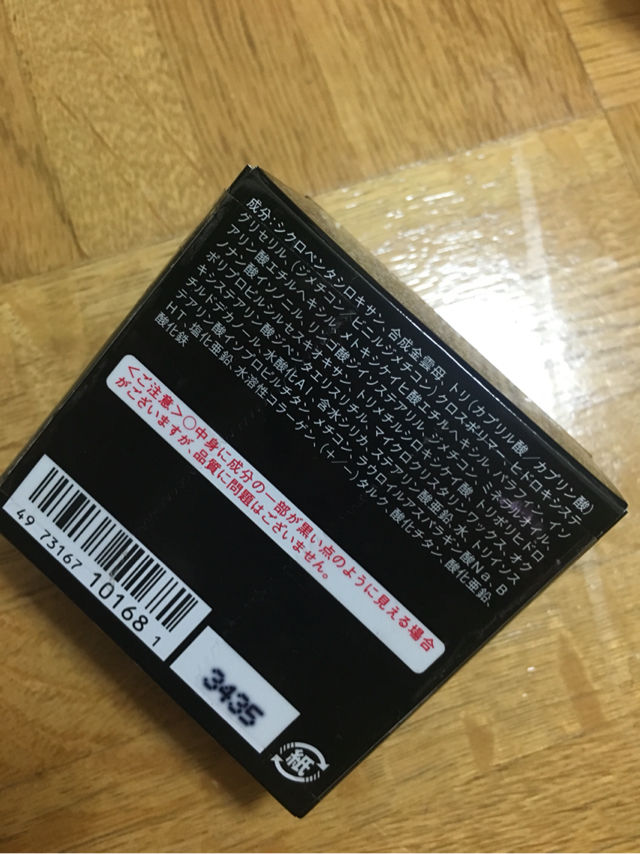 成分:シクロペンタシロキサン、合成金雲母、トリ(カプリル酸/カプリン酸)
グリセリル、(ジメチコン/ビニルジメチコン)クロスポリマー、ヒドロキシステ
アリン酸エチルヘキシル、メトキシケイヒ酸エチルヘキシル、パラフィン、イソ
ノナン酸イソノニル、リンゴ酸ジイソステアリル、ジメチコン、ネオペンタン
ポリプロピルシルセスキオキサン、トリメチルシロキシケイ酸、トリポリヒドロ
キシステアリン酸ジペンタエリスリチル、マイクロクリスタリンワックス、オク
チルドデカノール、水酸化Al、含水シリカ、ステアリン酸亜鉛、水、トリイソス
テアリン酸イソプロピルチタン、メチコン、ラウロイルアスパラギン酸Na、B
HT、塩化亜鉛、水溶性コラーゲン、(+/-)タルク、酸化チタン、酸化亜鉛、
酸化鉄
<ご注意>○中身に成分の一部が黒い点のように見える場合
がございますが、品質に問題はございません。
4973167 101681
3435
紙